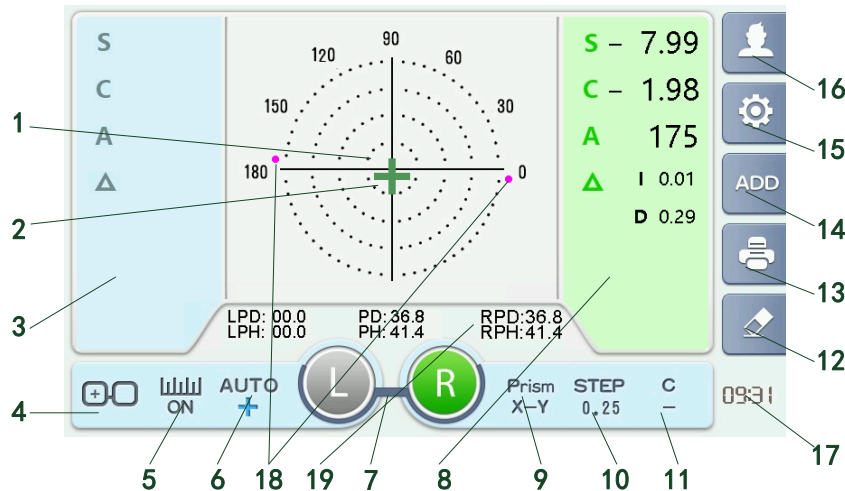 S
C
A
Δ
90
120
60
150
30
180
0
S – 7.99
C – 1.98
A 175
Δ I 0.01
D 0.29
ADD
LPD: 00.0 PD: 36.8 RPD:36.8
LPH: 00.0 PH: 41.4 RPH:41.4
ON
AUTO
+
L
R
Prism
X–Y
STEP
0.25
C
–
09:31
1
2
3
4
5
6
18
19
7
8
9
10
11
17
12
13
14
15
16